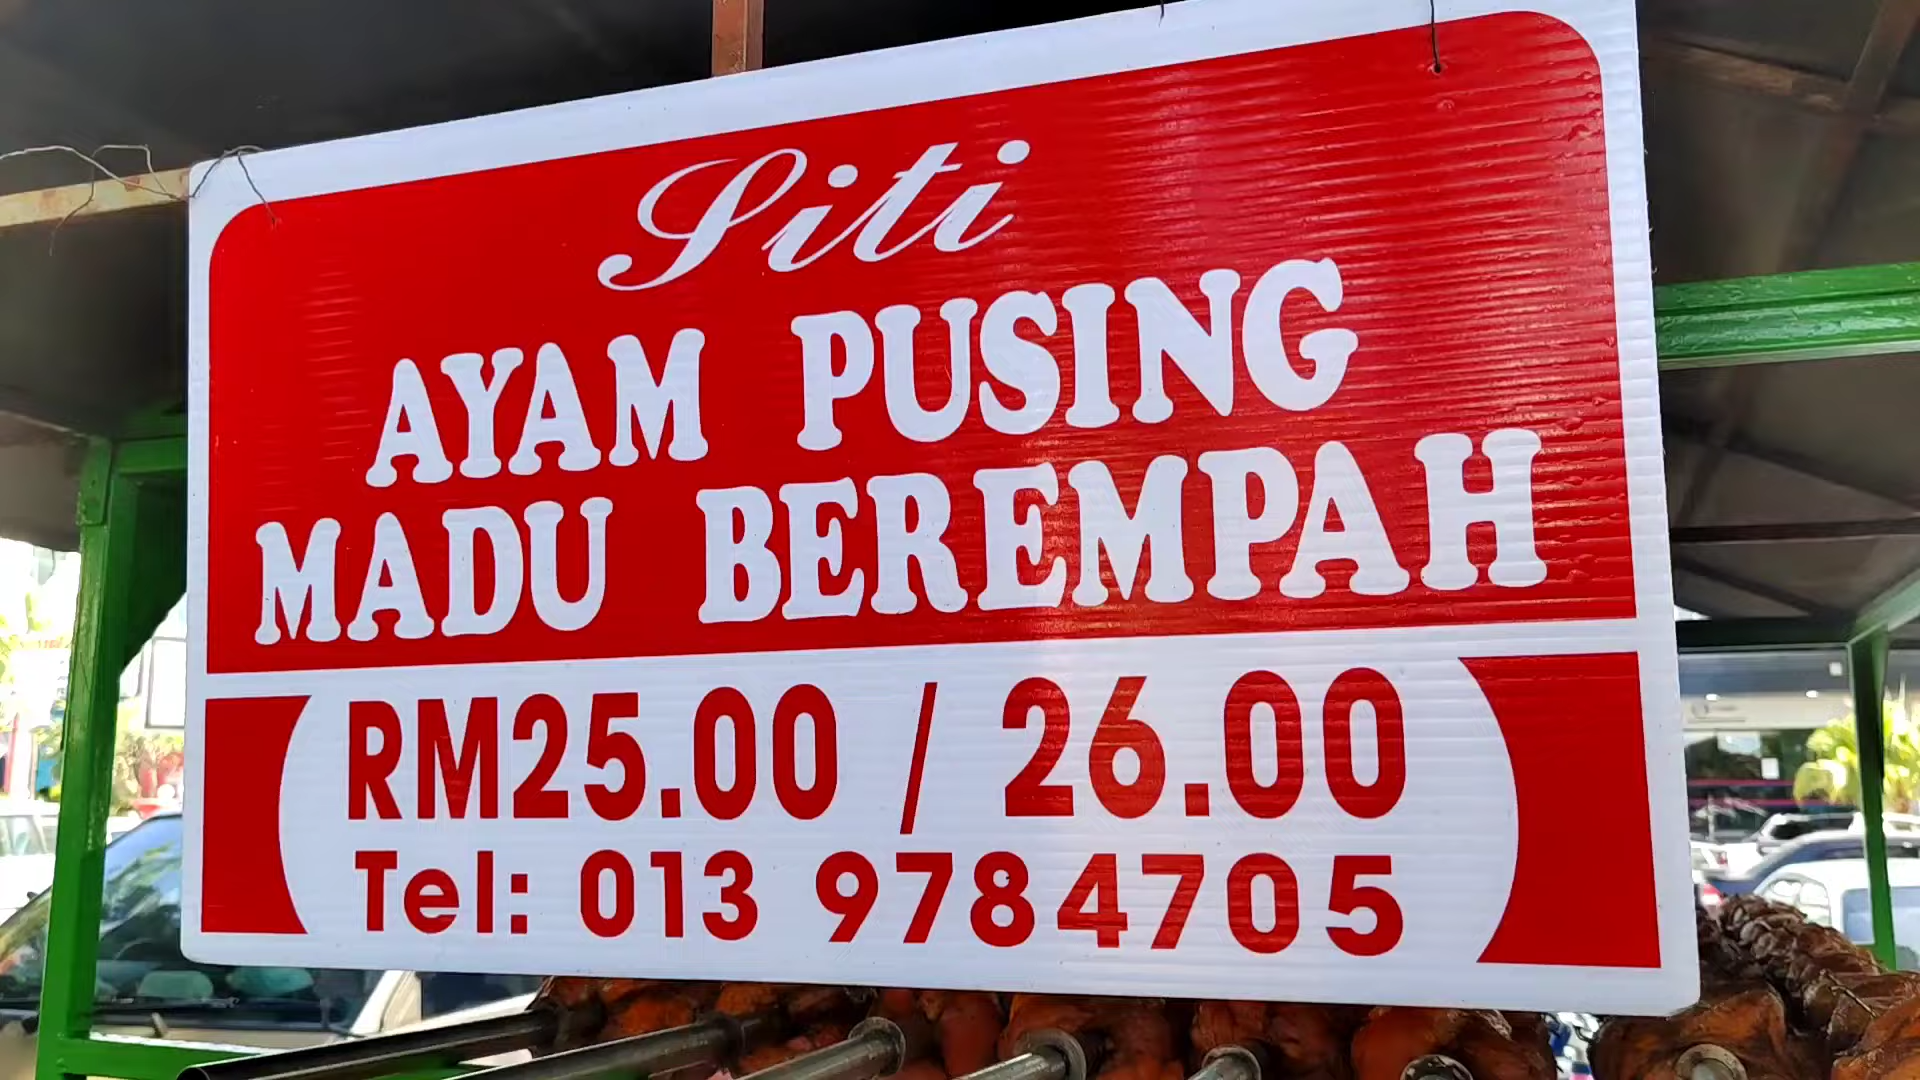 Siti
AYAM PUSING
MADU BEREMPAH
RM25.00 / 26.00
Tel: 013 9784705